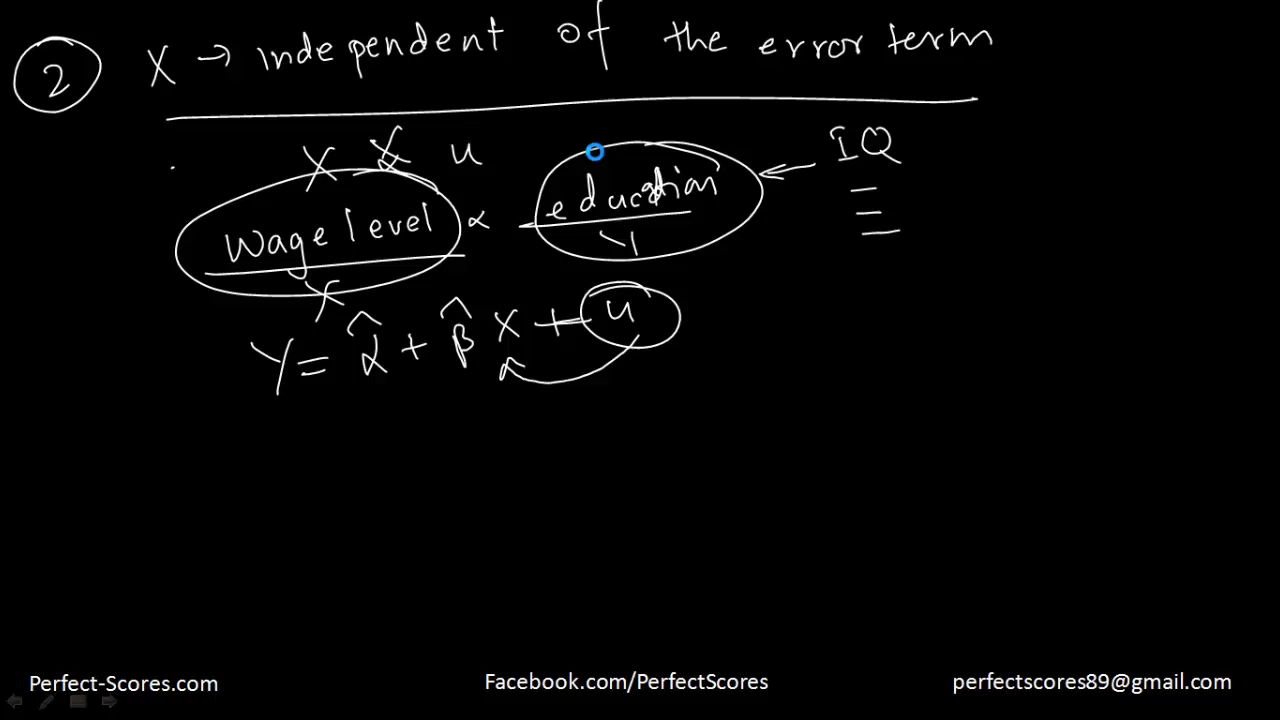 2 X → independent of the error term
X X u
IQ
wage level ∝ education
Y
Y = α̂ + β̂ X + u
Perfect-Scores.com
Facebook.com/PerfectScores
perfectscores89@gmail.com